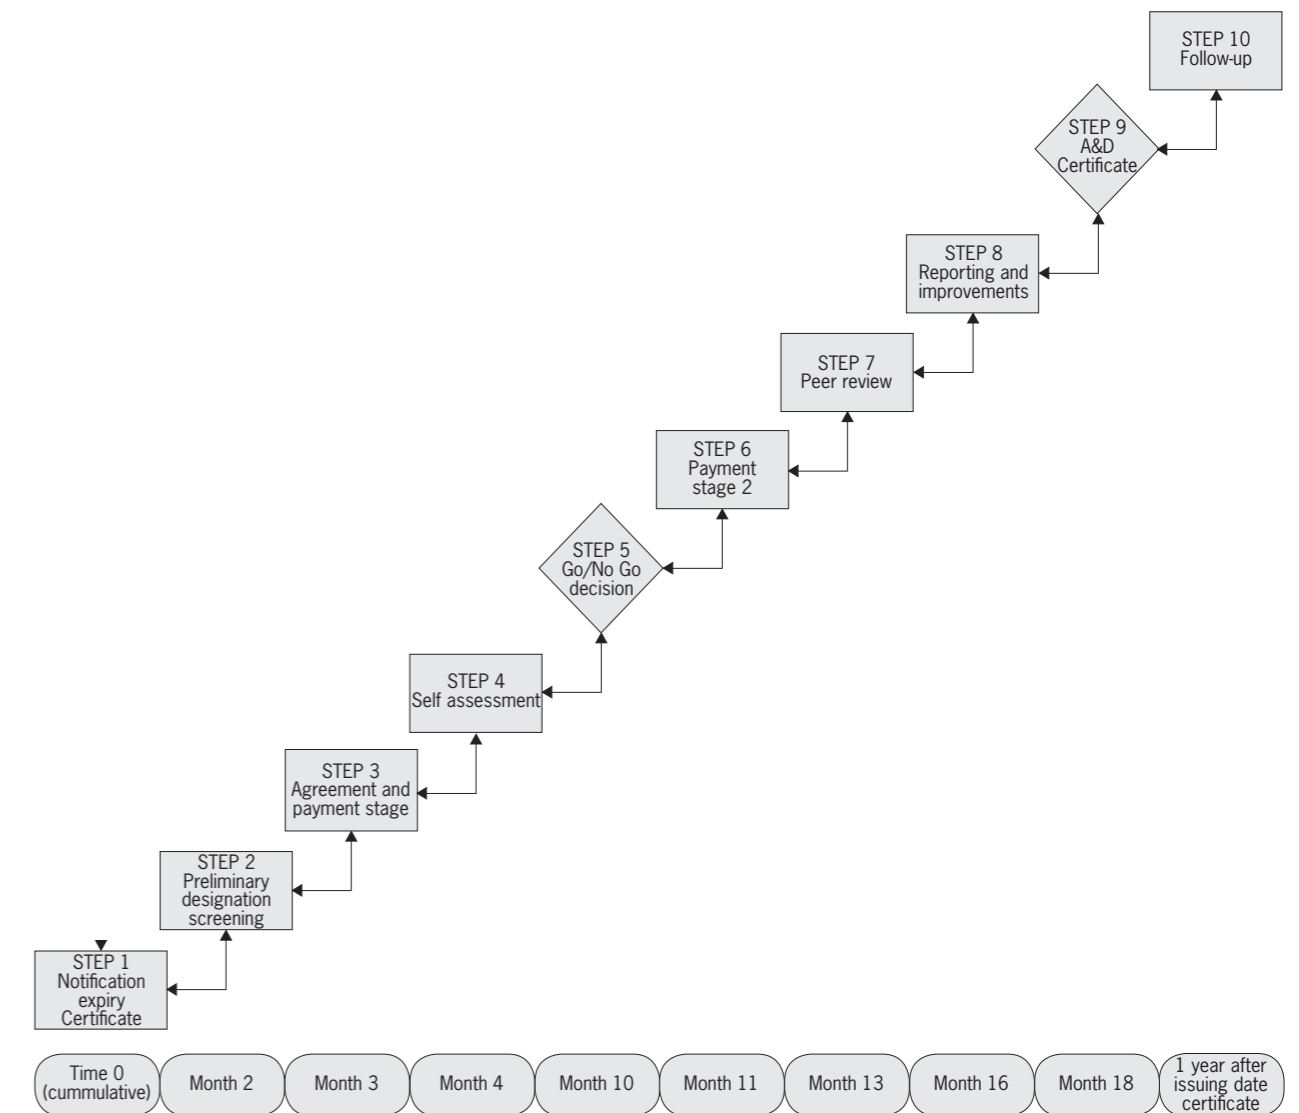 STEP 10
Follow-up
STEP 9
A&D
Certificate
STEP 8
Reporting and
improvements
STEP 7
Peer review
STEP 6
Payment
stage 2
STEP 5
Go/No Go
decision
STEP 4
Self assessment
STEP 3
Agreement and
payment stage
STEP 2
Preliminary
designation
screening
STEP 1
Notification
expiry
Certificate
Time 0
(cummulative)
Month 2
Month 3
Month 4
Month 10
Month 11
Month 13
Month 16
Month 18
1 year after
issuing date
certificate